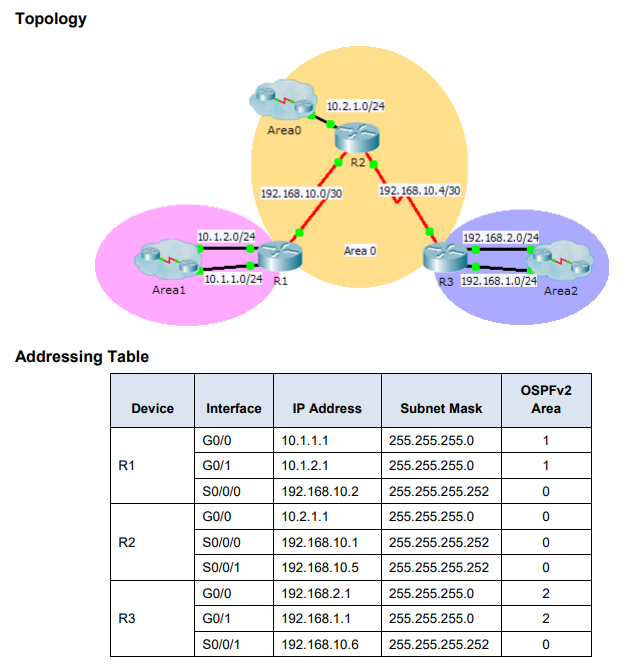 Topology
10.2.1.0/24
Area0
R2
192.168.10.0/30
192.168.10.4/30
10.1.2.0/24
192.168.2.0/24
Area 0
10.1.1.0/24
R1
R3
192.168.1.0/24
Area1
Area2
Addressing Table
Device Interface IP Address Subnet Mask OSPFv2 Area
R1 G0/0 10.1.1.1 255.255.255.0 1
G0/1 10.1.2.1 255.255.255.0 1
S0/0/0 192.168.10.2 255.255.255.252 0
R2 G0/0 10.2.1.1 255.255.255.0 0
S0/0/0 192.168.10.1 255.255.255.252 0
S0/0/1 192.168.10.5 255.255.255.252 0
R3 G0/0 192.168.2.1 255.255.255.0 2
G0/1 192.168.1.1 255.255.255.0 2
S0/0/1 192.168.10.6 255.255.255.252 0